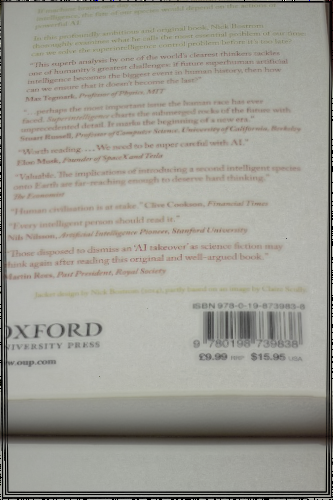 intelligence, the fate of our species would depend on the actions
powerful AI.
In this profoundly ambitious and original book, Nick Bostrom
thoroughly examines what he calls the most essential problem of our time:
can we solve the superintelligence control problem before it's too late?
"This superb analysis by one of the world's clearest thinkers tackles
one of humanity's greatest challenges: if future superhuman artificial
intelligence becomes the biggest event in human history, then how
can we ensure that it doesn't become the last?"
Max Tegmark, Professor of Physics, MIT
"... perhaps the most important issue the human race has ever
faced. Superintelligence charts the submerged rocks of the future with
unprecedented detail. It marks the beginning of a new era."
Stuart Russell, Professor of Computer Science, University of California, Berkeley
"Worth reading .... We need to be super careful with AI."
Elon Musk, Founder of SpaceX and Tesla
"Valuable. The implications of introducing a second intelligent species
onto Earth are far-reaching enough to deserve hard thinking."
The Economist
"Human civilisation is at stake." Clive Cookson, Financial Times
"Every intelligent person should read it."
Nils Nilsson, Artificial Intelligence Pioneer, Stanford University
"Those disposed to dismiss an 'AI takeover' as science fiction may
think again after reading this original and well-argued book."
Martin Rees, Past President, Royal Society
Jacket design by Nick Bostrom (2014), partly based on an image by
ISBN 978-0-19-873983-8
OXFORD
UNIVERSITY PRESS
www.oup.com
9 780198 739838
£9.99 RRP $15.95 USA